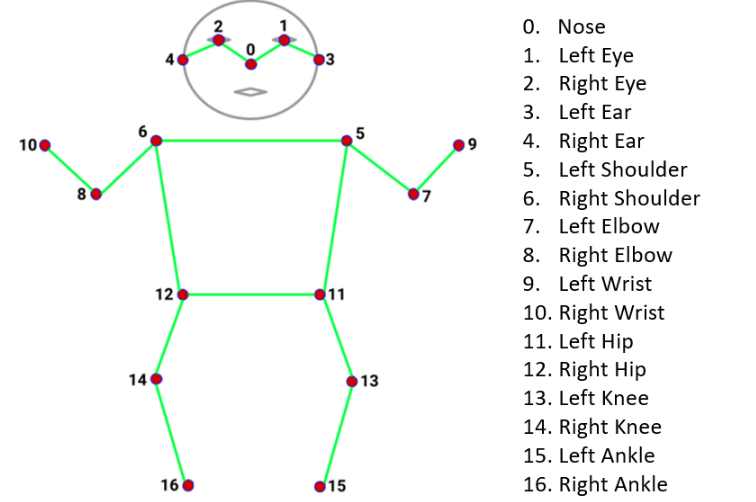 2 1
4 0 3
6 5
10 9
8 7
12 11
14 13
16 15
0. Nose
1. Left Eye
2. Right Eye
3. Left Ear
4. Right Ear
5. Left Shoulder
6. Right Shoulder
7. Left Elbow
8. Right Elbow
9. Left Wrist
10. Right Wrist
11. Left Hip
12. Right Hip
13. Left Knee
14. Right Knee
15. Left Ankle
16. Right Ankle